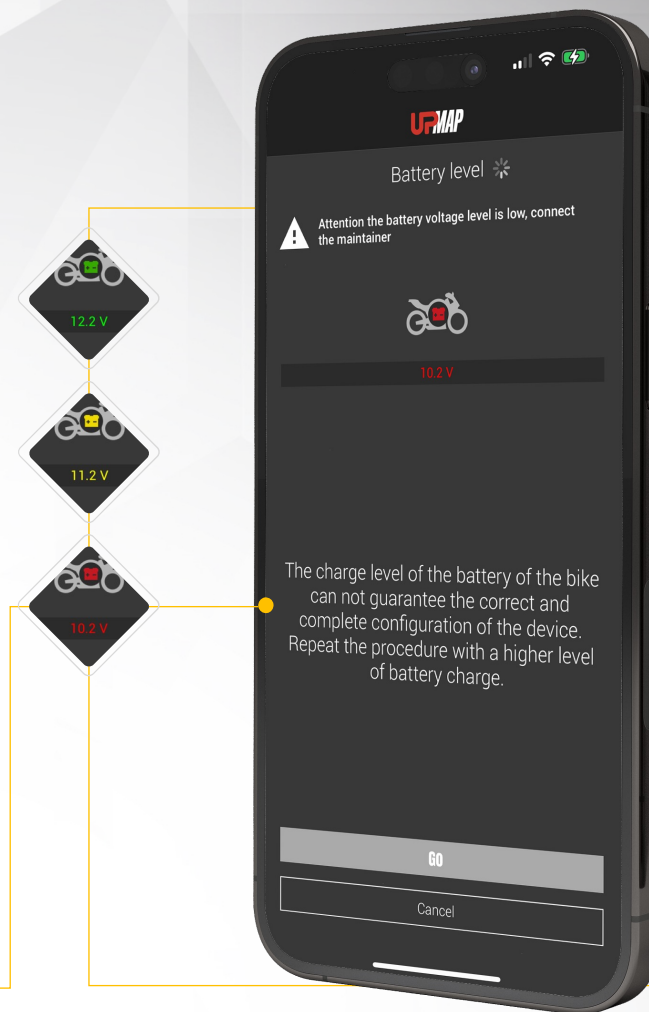 UPMAP
Battery level
Attention the battery voltage level is low, connect
the maintainer
10.2 V
12.2 V
11.2 V
10.2 V
The charge level of the battery of the bike
can not guarantee the correct and
complete configuration of the device.
Repeat the procedure with a higher level
of battery charge.
GO
Cancel